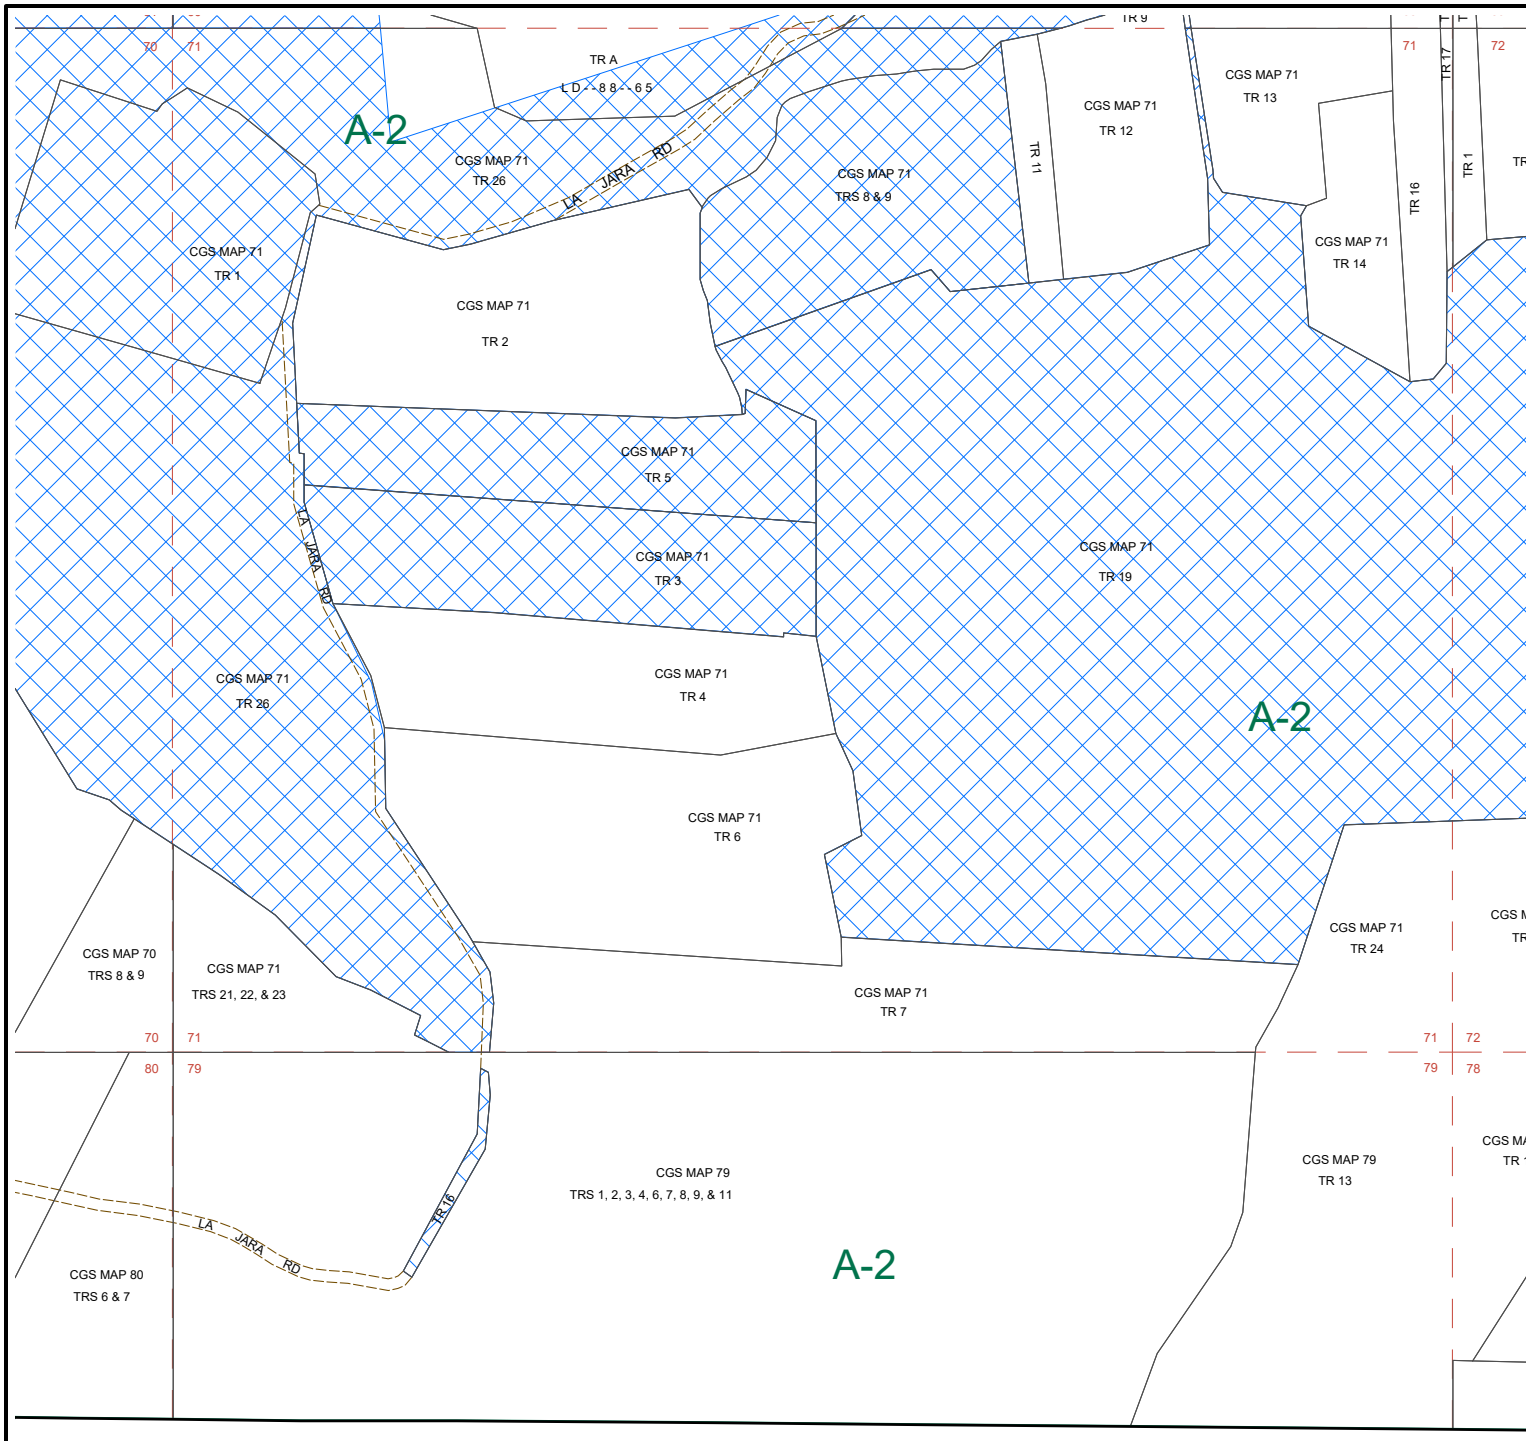 70
71
TR A
L D - - 8 8 - - 6 5
TR 9
CGS MAP 71
TR 13
71
TR 17
72
A-2
CGS MAP 71
TR 12
CGS MAP 71
TR 26
LA JARA RD
CGS MAP 71
TRS 8 & 9
TR 11
TR 16
TR 1
TR
CGS MAP 71
TR 1
CGS MAP 71
TR 14
CGS MAP 71
TR 2
CGS MAP 71
TR 5
LA JARA RD
CGS MAP 71
TR 3
CGS MAP 71
TR 19
CGS MAP 71
TR 26
CGS MAP 71
TR 4
A-2
CGS MAP 71
TR 6
CGS MAP 70
TRS 8 & 9
CGS MAP 71
TRS 21, 22, & 23
CGS MAP 71
TR 24
CGS M
TR
CGS MAP 71
TR 7
70
71
71
72
80
79
79
78
CGS MAP 79
TRS 1, 2, 3, 4, 6, 7, 8, 9, & 11
CGS MAP 79
TR 13
CGS MA
TR 1
TR 16
LA JARA RD
A-2
CGS MAP 80
TRS 6 & 7